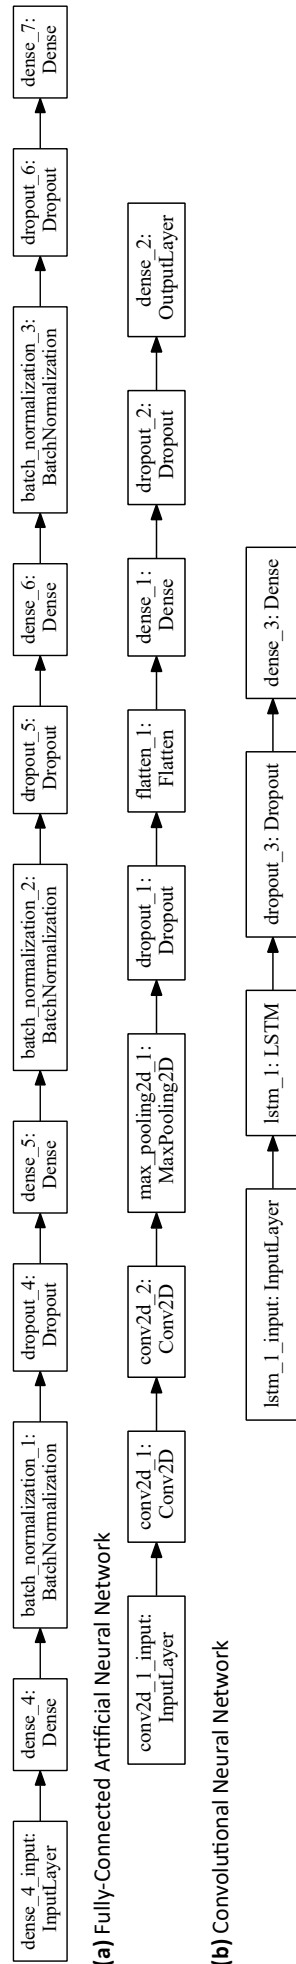 dense_4_input:
InputLayer
dense_4:
Dense
batch_normalization_1:
BatchNormalization
dropout_4:
Dropout
dense_5:
Dense
batch_normalization_2:
BatchNormalization
dropout_5:
Dropout
dense_6:
Dense
batch_normalization_3:
BatchNormalization
dropout_6:
Dropout
dense_7:
Dense
(a) Fully-Connected Artificial Neural Network
conv2d_1_input:
InputLayer
conv2d_1:
Conv2D
conv2d_2:
Conv2D
max_pooling2d_1:
MaxPooling2D
dropout_1:
Dropout
flatten_1:
Flatten
dense_1:
Dense
dropout_2:
Dropout
dense_2:
OutputLayer
(b) Convolutional Neural Network
lstm_1_input: InputLayer
lstm_1: LSTM
dropout_3: Dropout
dense_3: Dense